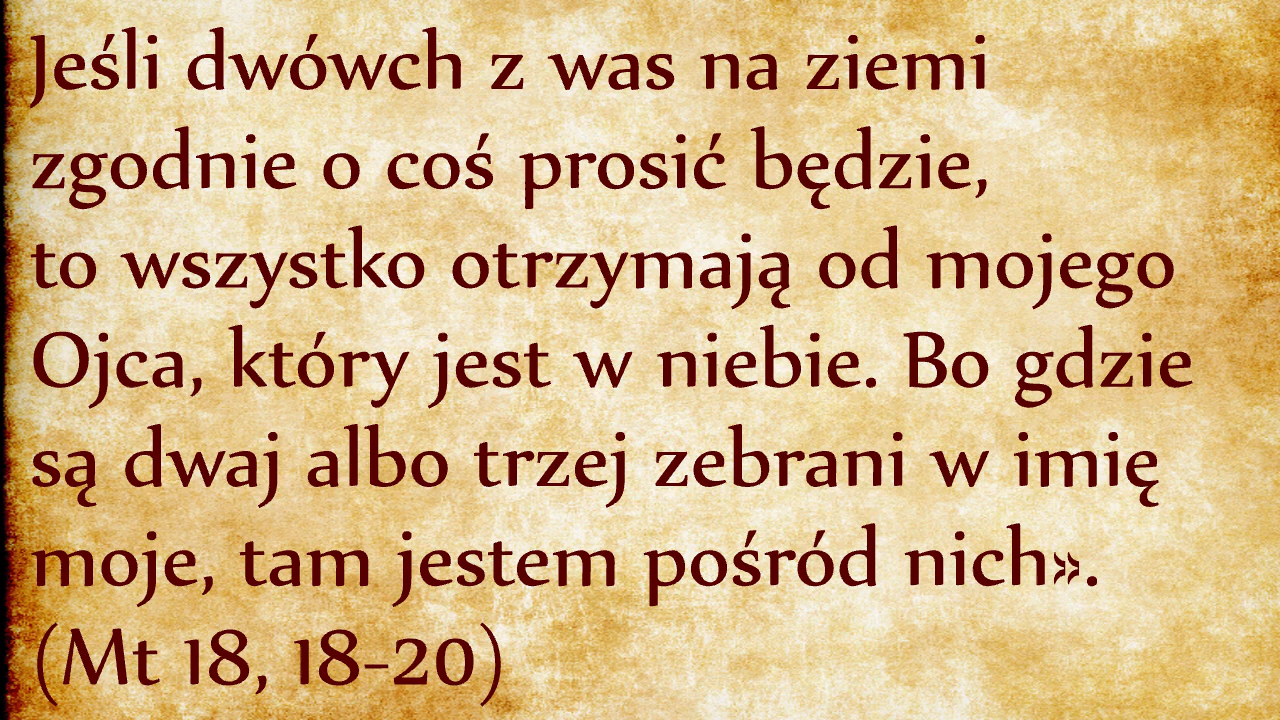 Jeśli dwówch z was na ziemi
zgodnie o coś prosić będzie,
to wszystko otrzymają od mojego
Ojca, który jest w niebie. Bo gdzie
są dwaj albo trzej zebrani w imię
moje, tam jestem pośród nich».
(Mt 18, 18-20)